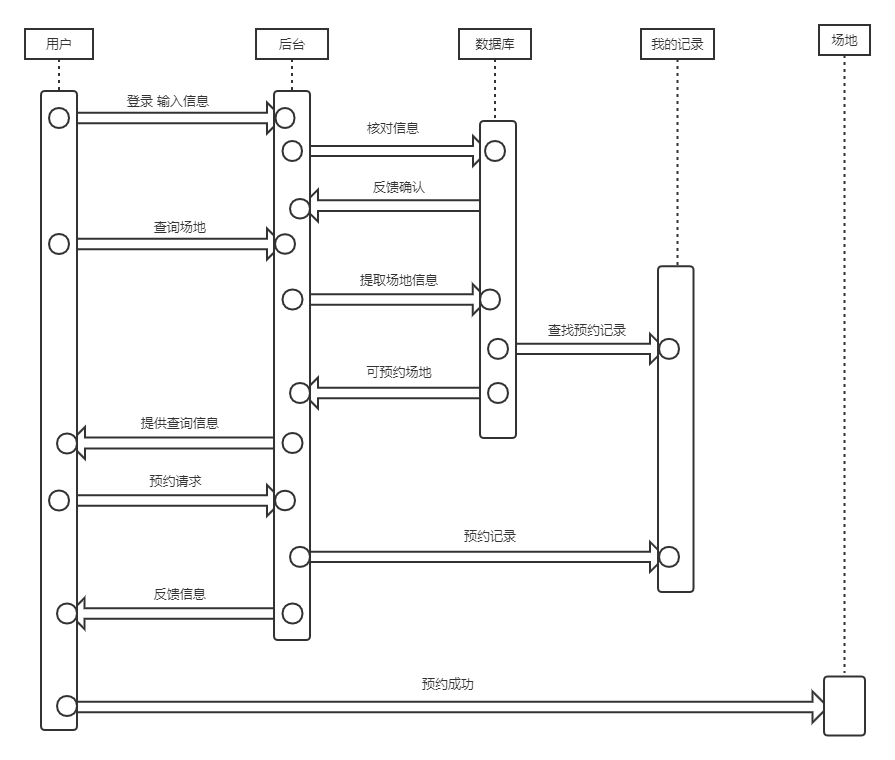 用户
后台
数据库
我的记录
场地
登录 输入信息
核对信息
反馈确认
查询场地
提取场地信息
查找预约记录
可预约场地
提供查询信息
预约请求
预约记录
反馈信息
预约成功